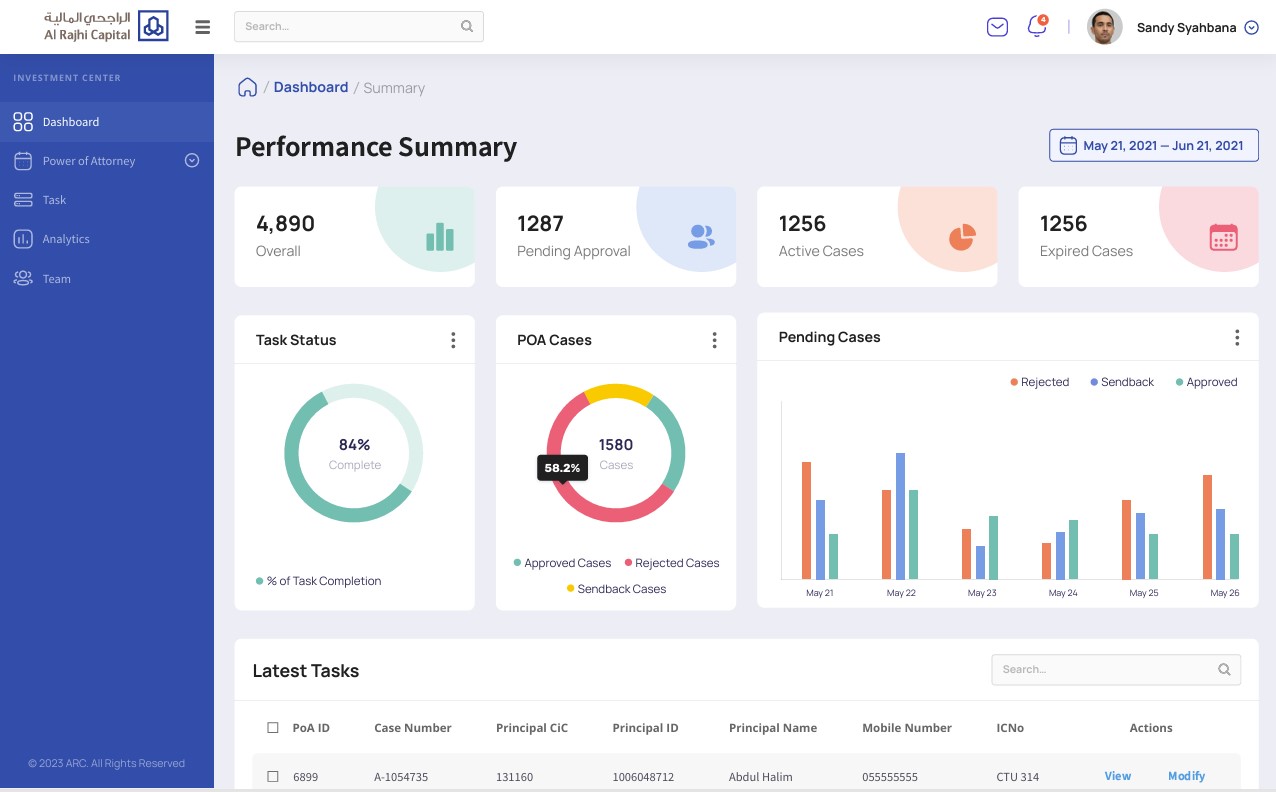 الراجحي المالية
Al Rajhi Capital
Search...
4
Sandy Syahbana
INVESTMENT CENTER
Dashboard
Power of Attorney
Task
Analytics
Team
© 2023 ARC. All Rights Reserved
/ Dashboard / Summary
Performance Summary
May 21, 2021 — Jun 21, 2021
4,890
Overall
1287
Pending Approval
1256
Active Cases
1256
Expired Cases
Task Status
84%
Complete
% of Task Completion
POA Cases
1580
Cases
58.2%
Approved Cases Rejected Cases
Sendback Cases
Pending Cases
Rejected Sendback Approved
May 21 May 22 May 23 May 24 May 25 May 26
Latest Tasks
Search...
PoA ID Case Number Principal CiC Principal ID Principal Name Mobile Number ICNo Actions
6899 A-1054735 131160 1006048712 Abdul Halim 055555555 CTU 314 View Modify